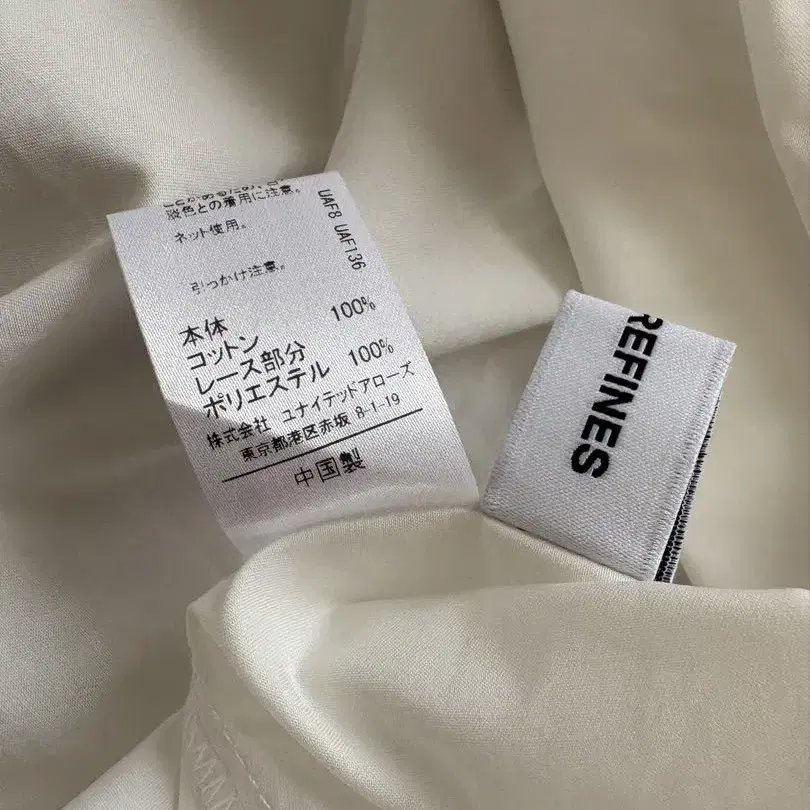 淡色との着用に注意。
ネット使用。
引っかけ注意。
UAF8 UAF136
本体
コットン 100%
レース部分
ポリエステル 100%
株式会社 ユナイテッドアローズ
東京都港区赤坂 8-1-19
中国製
REFINES